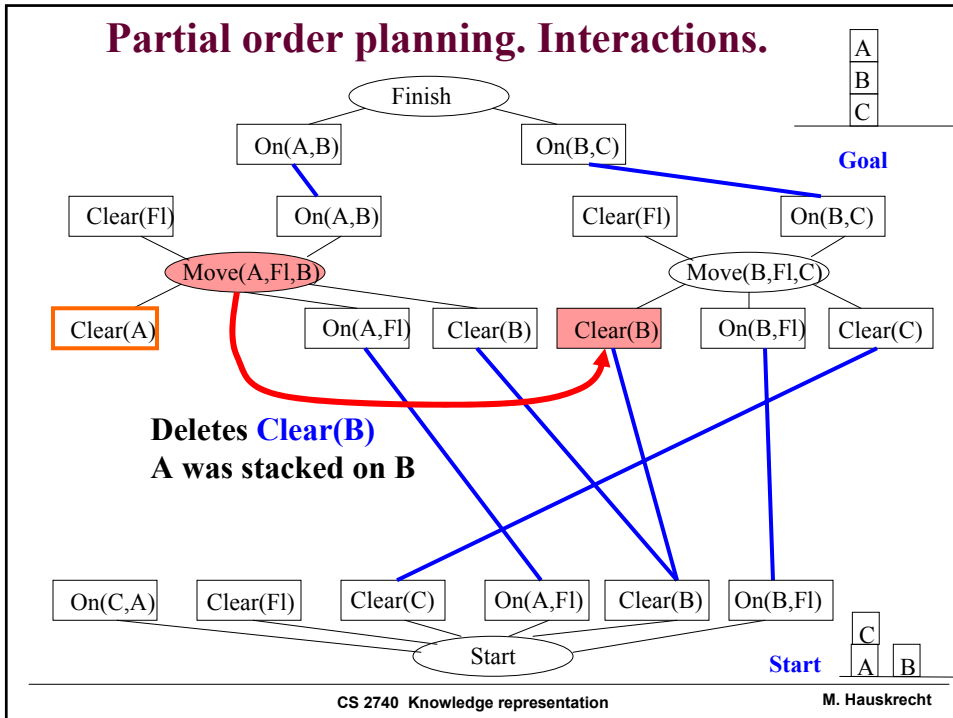 Partial order planning. Interactions.
A
B
C
Finish
On(A,B)
On(B,C)
Goal
Clear(Fl)
On(A,B)
Clear(Fl)
On(B,C)
Move(A,Fl,B)
Move(B,Fl,C)
Clear(A)
On(A,Fl)
Clear(B)
Clear(B)
On(B,Fl)
Clear(C)
Deletes Clear(B)
A was stacked on B
On(C,A)
Clear(Fl)
Clear(C)
On(A,Fl)
Clear(B)
On(B,Fl)
Start
Start
C
A B
CS 2740 Knowledge representation
M. Hauskrecht